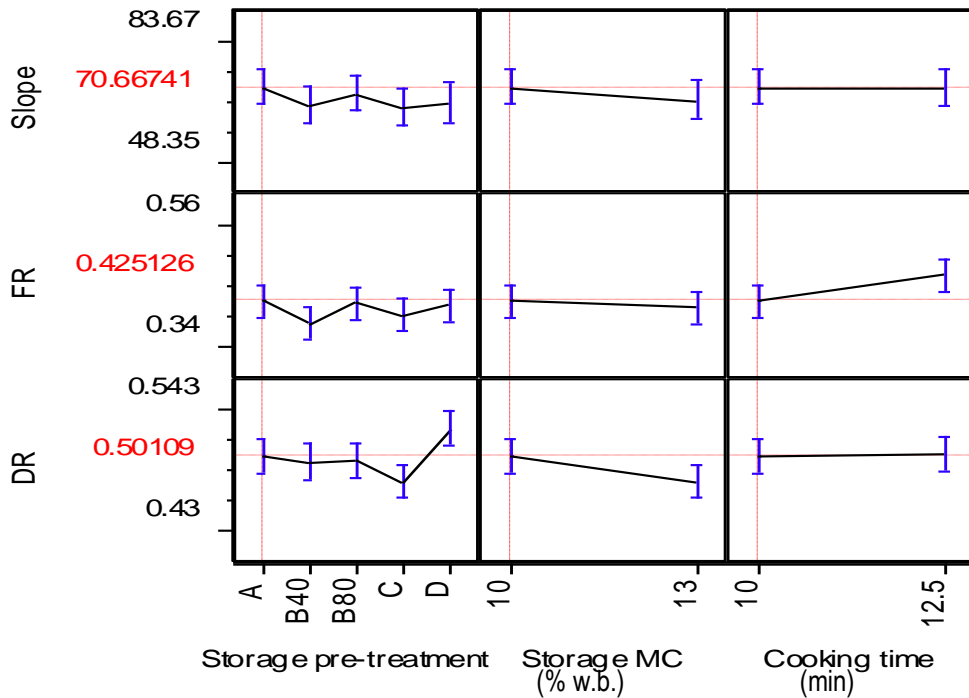 83.67
70.66741
48.35
Slope
0.56
0.425126
0.34
FR
0.543
0.50109
0.43
DR
A B40 B80 C D 10 13 10 12.5
Storage pre-treatment Storage MC Cooking time
(% w.b.) (min)